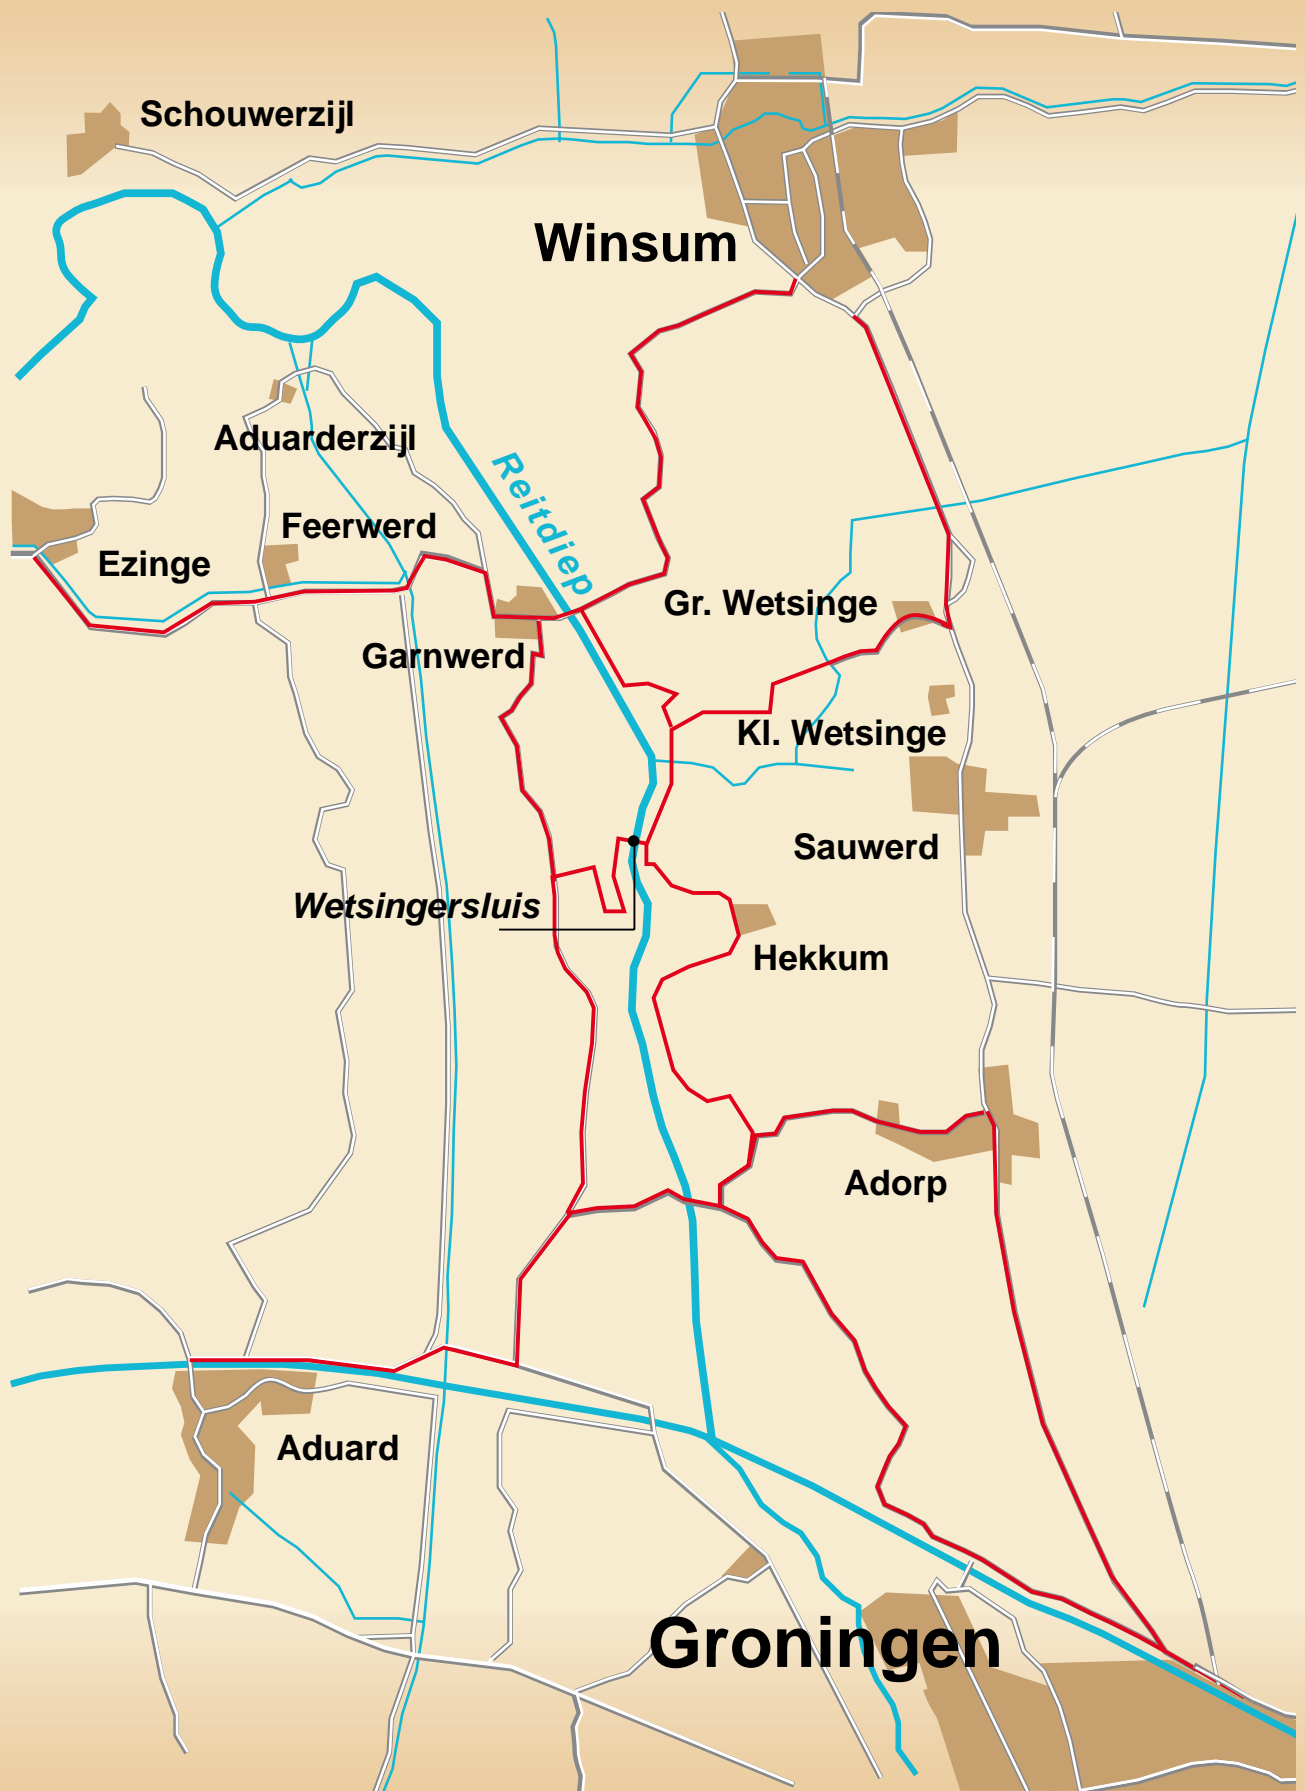 Schouwerzijl
Winsum
Aduarderzijl
Reitdiep
Feerwerd
Ezinge
Gr. Wetsinge
Garnwerd
Kl. Wetsinge
Sauwerd
Wetsingersluis
Hekkum
Adorp
Aduard
Groningen